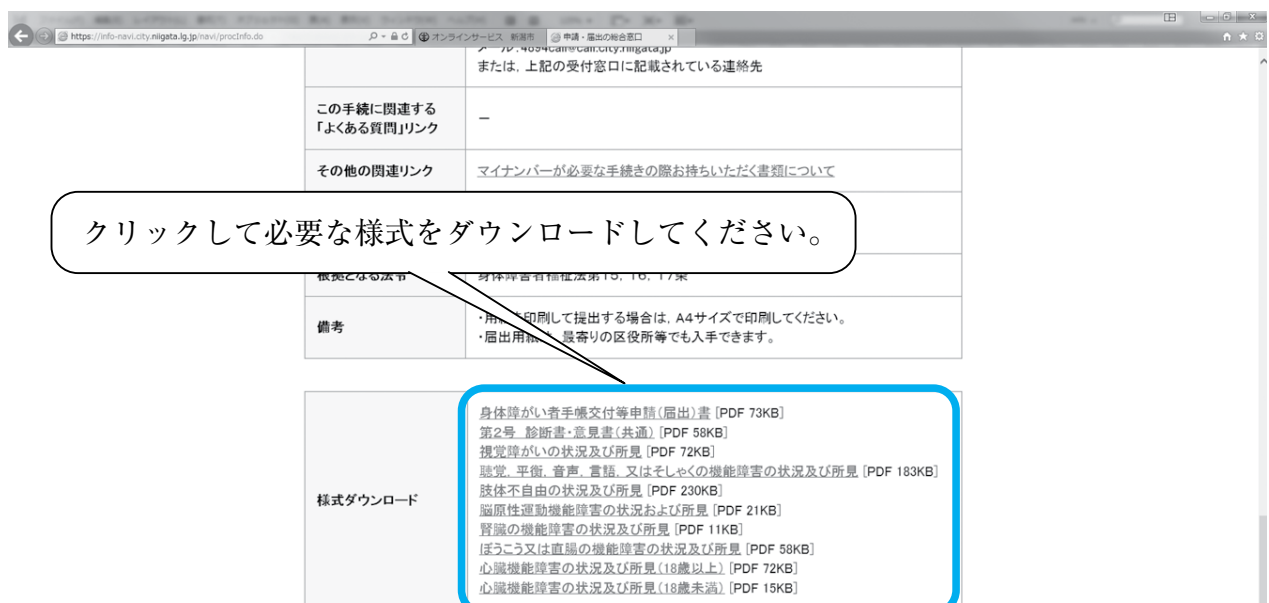 https://info-navi.city.niigata.lg.jp/navi/procInfo.do
オンラインサービス 新潟市
申請・届出の総合窓口
メール:4894call@call.city.niigata.jp
または，上記の受付窓口に記載されている連絡先
この手続に関連する
「よくある質問」リンク
－
その他の関連リンク
マイナンバーが必要な手続きの際お持ちいただく書類について
クリックして必要な様式をダウンロードしてください。
根拠となる法令
身体障害者福祉法第15，16，17条
備考
・用紙を印刷して提出する場合は，A4サイズで印刷してください。
・届出用紙は，最寄りの区役所等でも入手できます。
様式ダウンロード
身体障がい者手帳交付等申請（届出）書 [PDF 73KB]
第2号 診断書・意見書（共通） [PDF 58KB]
視覚障がいの状況及び所見 [PDF 72KB]
聴覚，平衡，音声，言語，又はそしゃくの機能障害の状況及び所見 [PDF 183KB]
肢体不自由の状況及び所見 [PDF 230KB]
脳原性運動機能障害の状況および所見 [PDF 21KB]
腎臓の機能障害の状況及び所見 [PDF 11KB]
ぼうこう又は直腸の機能障害の状況及び所見 [PDF 58KB]
心臓機能障害の状況及び所見（18歳以上） [PDF 72KB]
心臓機能障害の状況及び所見（18歳未満） [PDF 15KB]